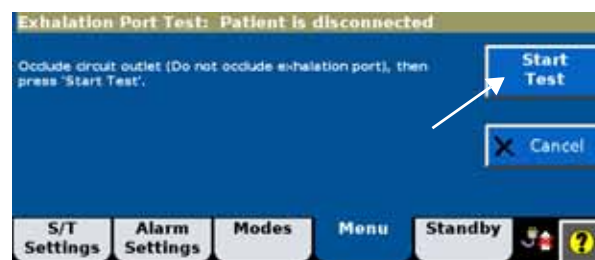 Exhalation Port Test: Patient is disconnected
Occlude circuit outlet (Do not occlude exhalation port), then
press 'Start Test'.
Start
Test
Cancel
S/T
Settings
Alarm
Settings
Modes
Menu
Standby
?